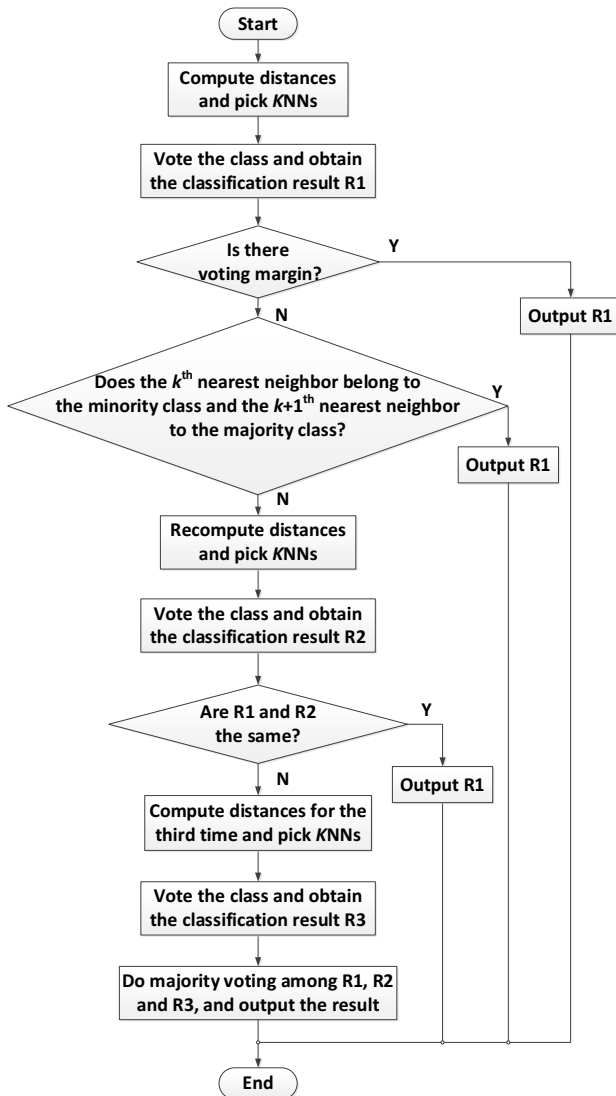 Start
Compute distances
and pick KNNs
Vote the class and obtain
the classification result R1
Is there
voting margin?
Y
Output R1
N
Does the kth nearest neighbor belong to
the minority class and the k+1th nearest neighbor
to the majority class?
Y
Output R1
N
Recompute distances
and pick KNNs
Vote the class and obtain
the classification result R2
Are R1 and R2
the same?
Y
Output R1
N
Compute distances for the
third time and pick KNNs
Vote the class and obtain
the classification result R3
Do majority voting among R1, R2
and R3, and output the result
End